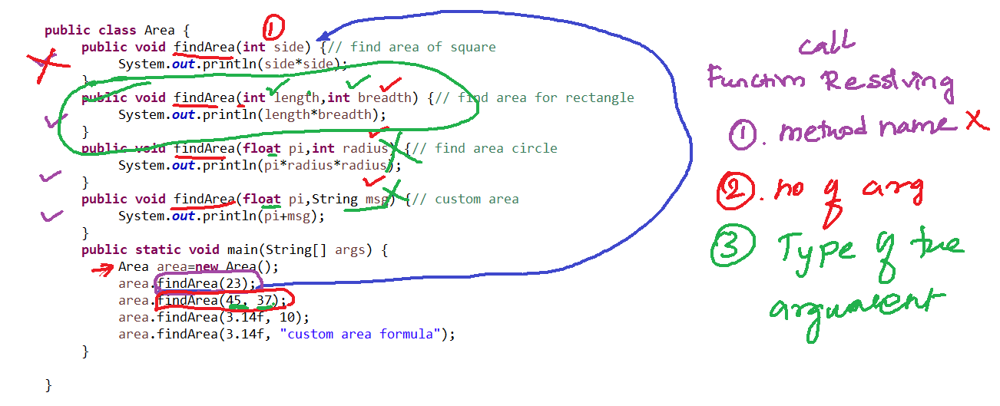 public class Area {
①
public void findArea(int side) {// find area of square
System.out.println(side*side);
}
public void findArea(int length,int breadth) {// find area for rectangle
System.out.println(length*breadth);
}
public void findArea(float pi,int radius) {// find area circle
System.out.println(pi*radius*radius);
}
public void findArea(float pi,String msg) {// custom area
System.out.println(pi+msg);
}
public static void main(String[] args) {
Area area=new Area();
area.findArea(23);
area.findArea(45, 37);
area.findArea(3.14f, 10);
area.findArea(3.14f, "custom area formula");
}
}
call
Function Resolving
①. method name X
②. no of arg
③ Type of the
argument